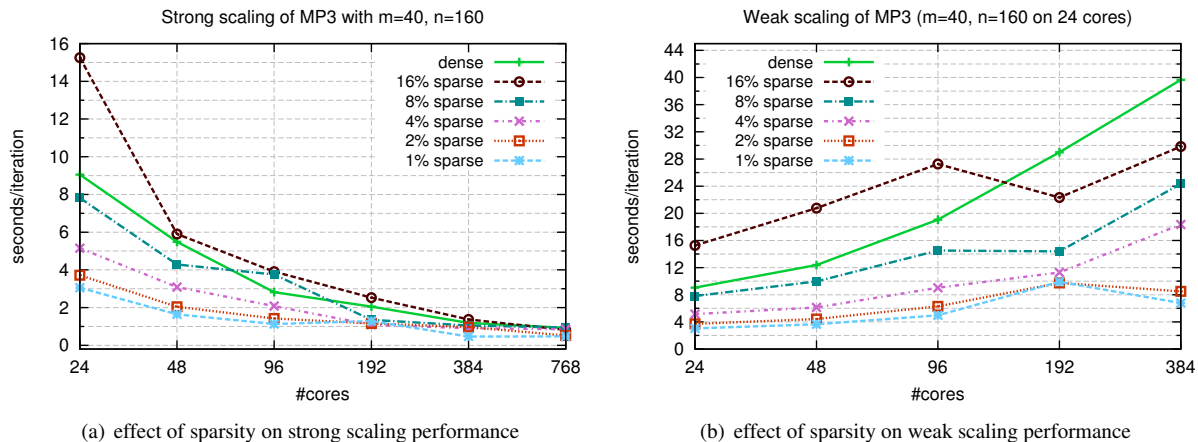 Strong scaling of MP3 with m=40, n=160
16
14
12
10
8
6
4
2
0
seconds/iteration
dense
16% sparse
8% sparse
4% sparse
2% sparse
1% sparse
24 48 96 192 384 768
#cores
(a) effect of sparsity on strong scaling performance
Weak scaling of MP3 (m=40, n=160 on 24 cores)
44
40
36
32
28
24
20
16
12
8
4
0
seconds/iteration
dense
16% sparse
8% sparse
4% sparse
2% sparse
1% sparse
24 48 96 192 384
#cores
(b) effect of sparsity on weak scaling performance